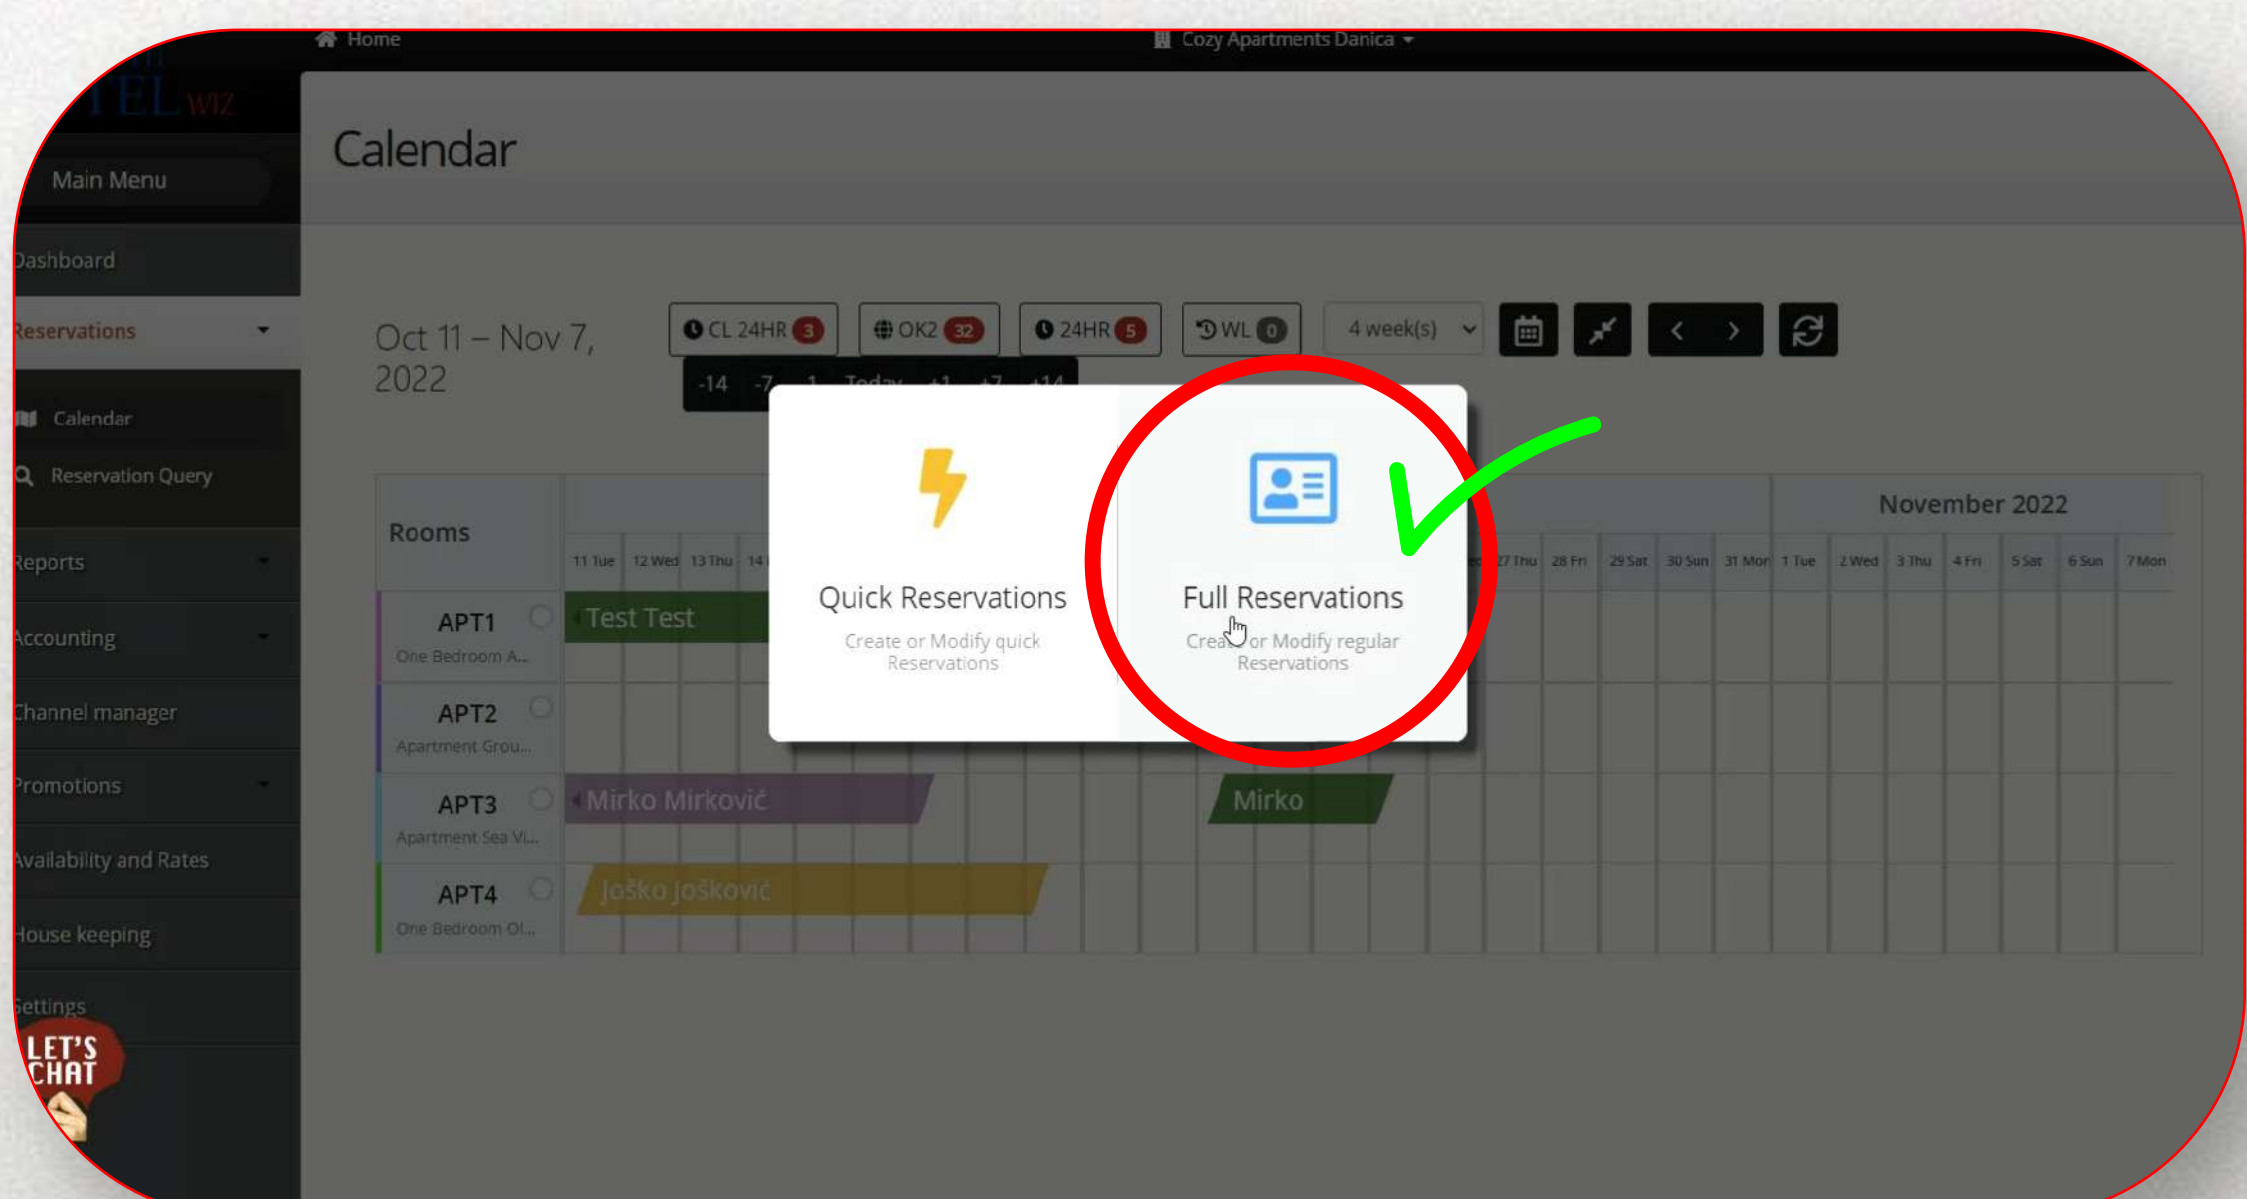 Home
Cozy Apartments Danica
TEL WIZ
Calendar
Main Menu
Dashboard
Reservations
Calendar
Reservation Query
Reports
Accounting
Channel manager
Promotions
Availability and Rates
House keeping
Settings
LET'S
CHAT
Oct 11 – Nov 7,
2022
CL 24HR 3
OK2 32
24HR 5
WL 0
4 week(s)
-14 -7 -1 Today +1 +7 +14
Quick Reservations
Create or Modify quick
Reservations
Full Reservations
Create or Modify regular
Reservations
Rooms
November 2022
11 Tue 12 Wed 13 Thu 14 27 Thu 28 Fri 29 Sat 30 Sun 31 Mon 1 Tue 2 Wed 3 Thu 4 Fri 5 Sat 6 Sun 7 Mon
APT1
One Bedroom A...
Test Test
APT2
Apartment Grou...
APT3
Apartment Sea Vi...
Mirko Mirković
Mirko
APT4
One Bedroom Ol...
Joško Jošković